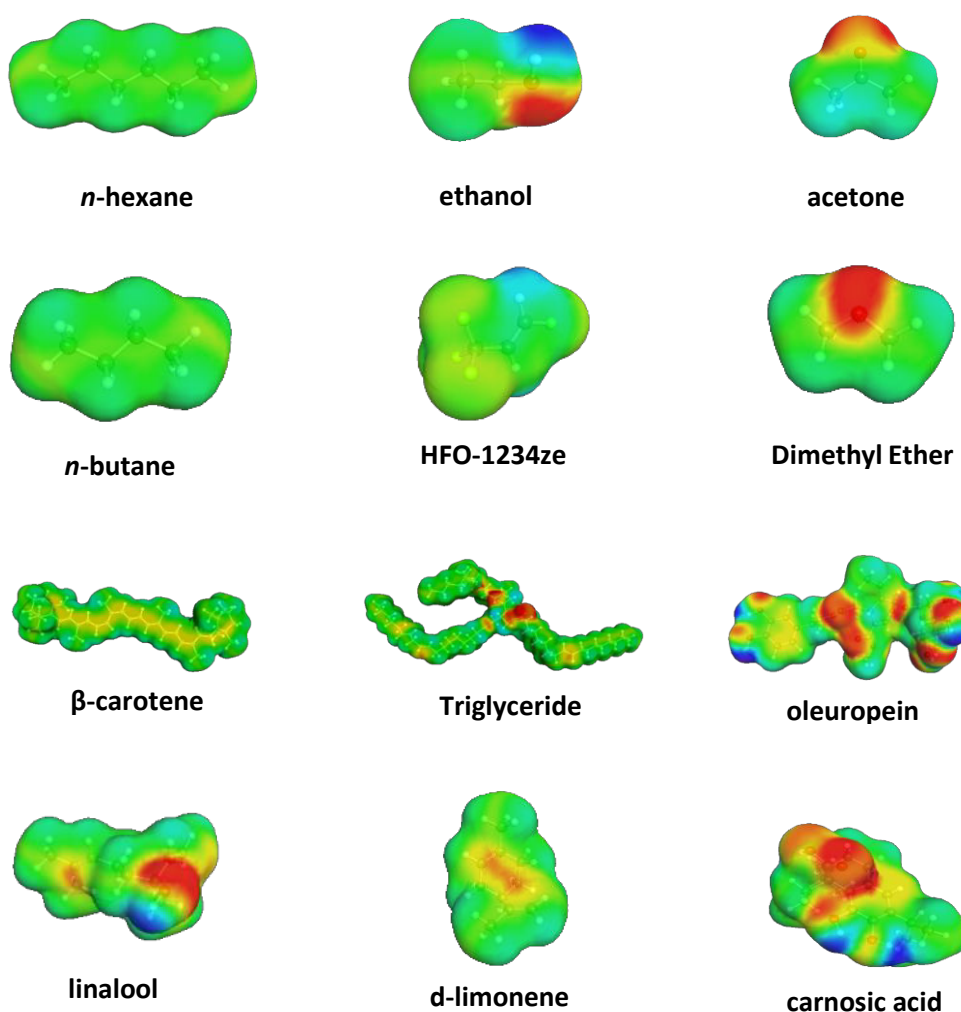 n-hexane
ethanol
acetone
n-butane
HFO-1234ze
Dimethyl Ether
β-carotene
Triglyceride
oleuropein
linalool
d-limonene
carnosic acid